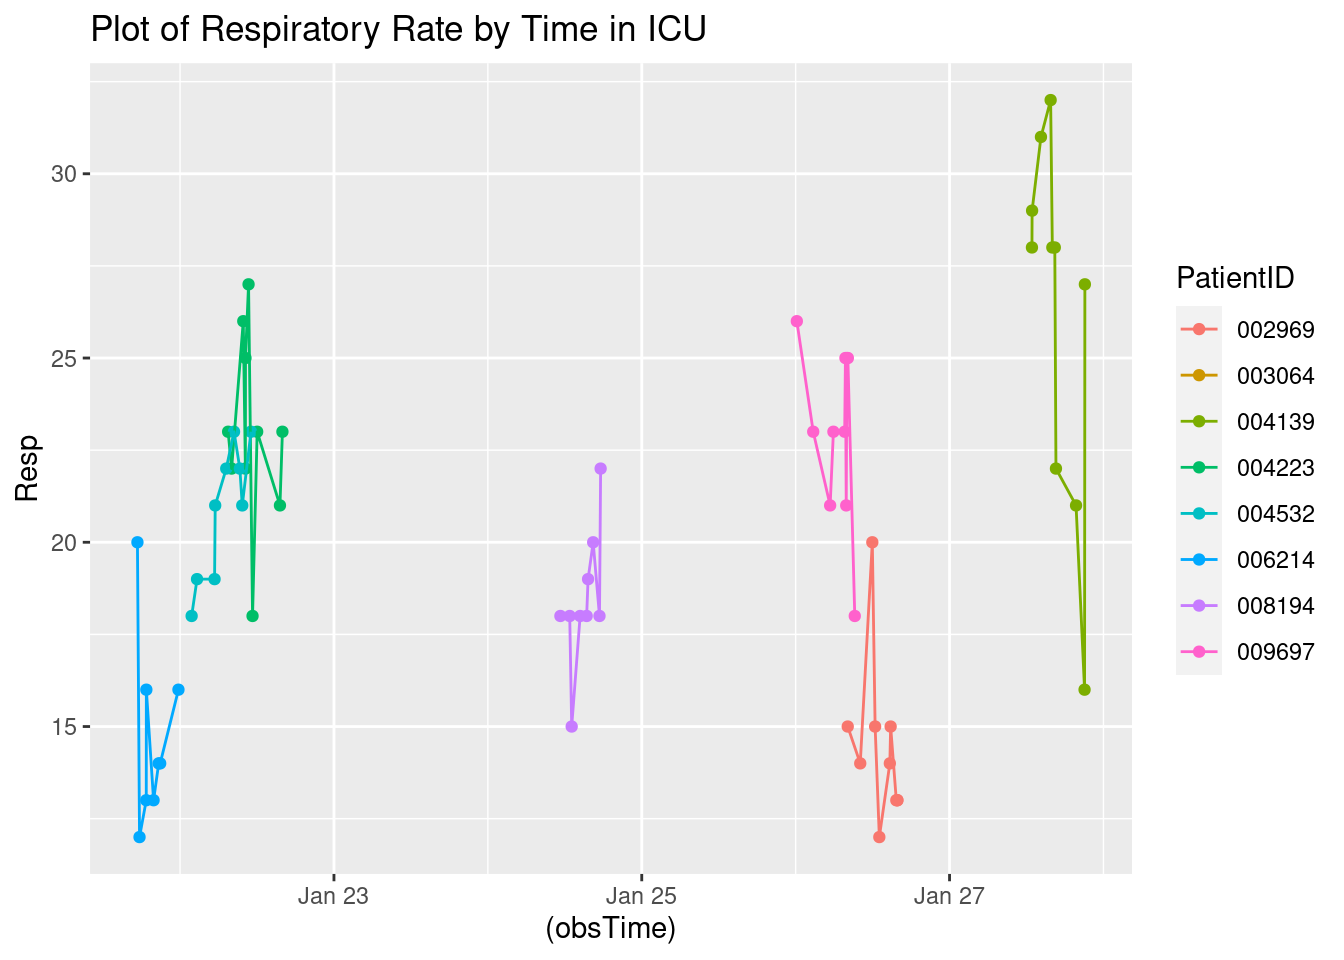 Plot of Respiratory Rate by Time in ICU
30
25
20
15
Resp
Jan 23
Jan 25
Jan 27
(obsTime)
PatientID
002969
003064
004139
004223
004532
006214
008194
009697